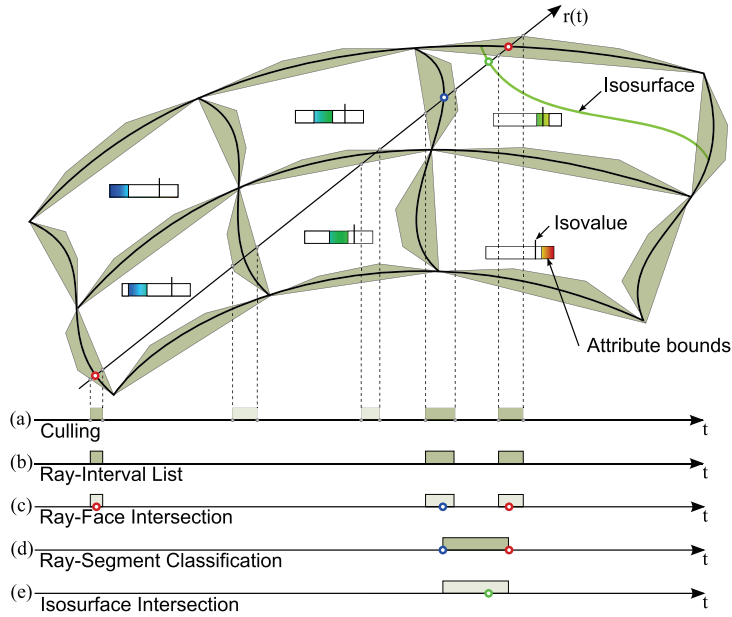 r(t)
Isosurface
Isovalue
Attribute bounds
(a)
Culling
t
(b)
Ray-Interval List
t
(c)
Ray-Face Intersection
t
(d)
Ray-Segment Classification
t
(e)
Isosurface Intersection
t